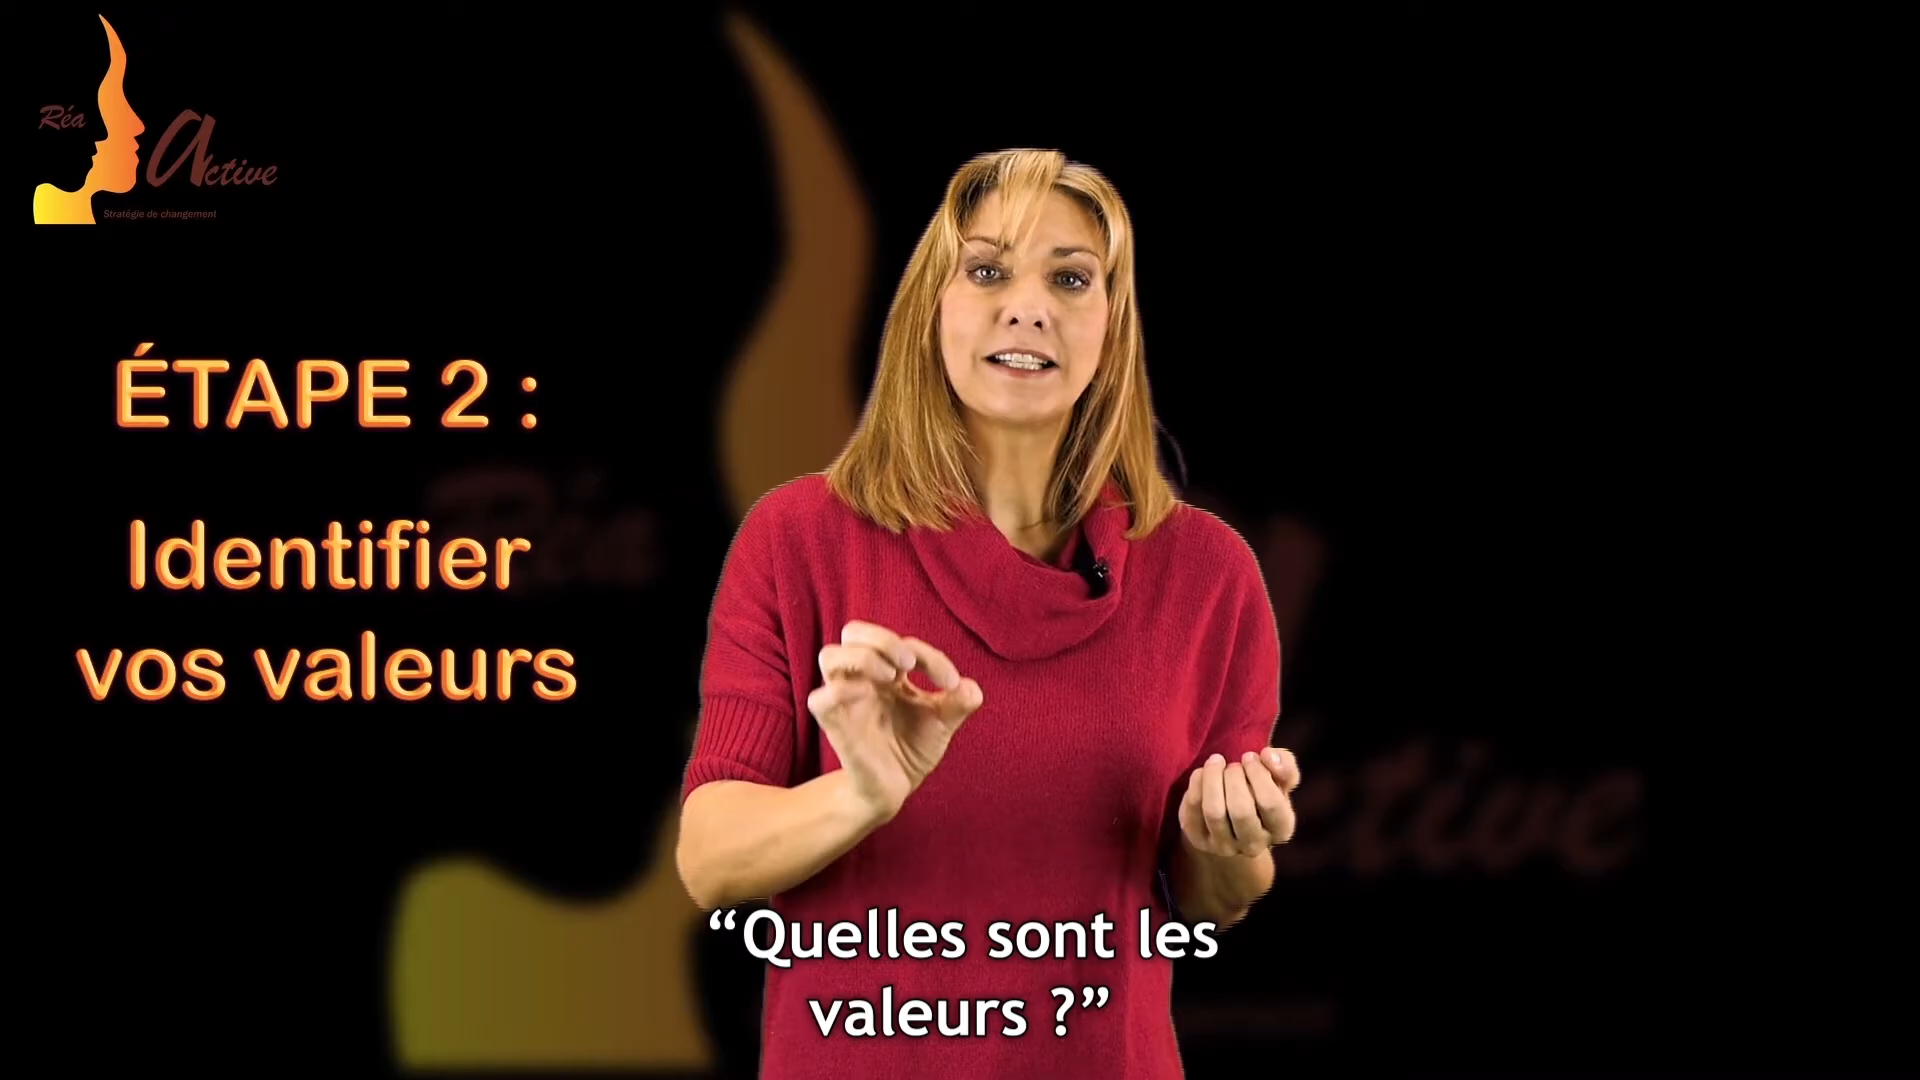 Réa
Active
Stratégie de changement
ÉTAPE 2 :
Identifier
vos valeurs
“Quelles sont les
valeurs ?”